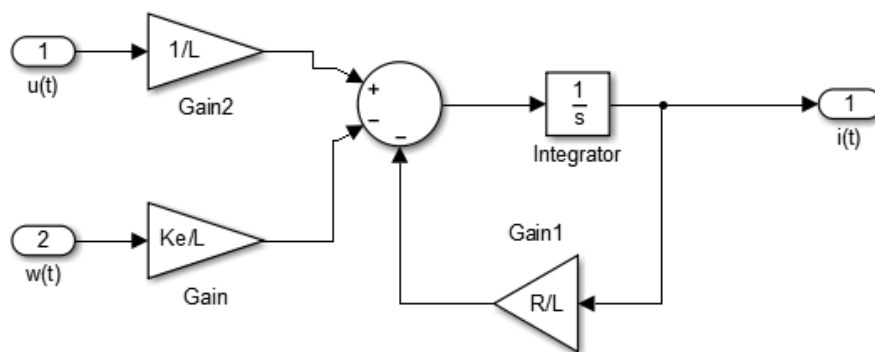 1
u(t)
1/L
Gain2
+
−
−
1
s
Integrator
1
i(t)
2
w(t)
Ke/L
Gain
Gain1
R/L